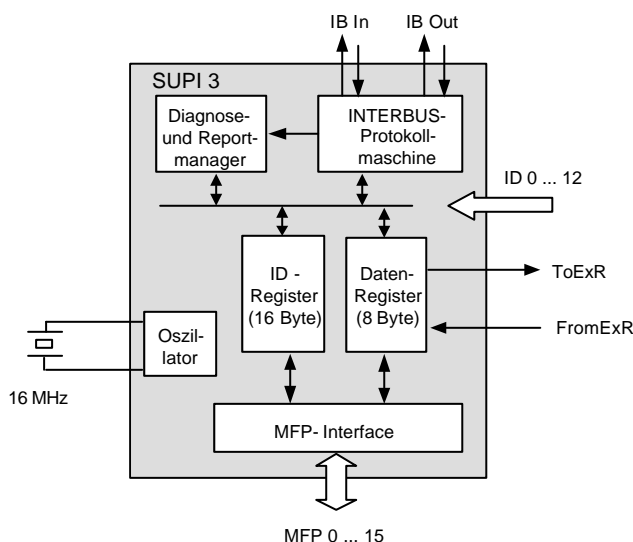 IB In
IB Out
SUPI 3
Diagnose-
und Report-
manager
INTERBUS-
Protokoll-
maschine
ID 0 ... 12
ID -
Register
(16 Byte)
Daten-
Register
(8 Byte)
ToExR
FromExR
Oszil-
lator
16 MHz
MFP- Interface
MFP 0 ... 15